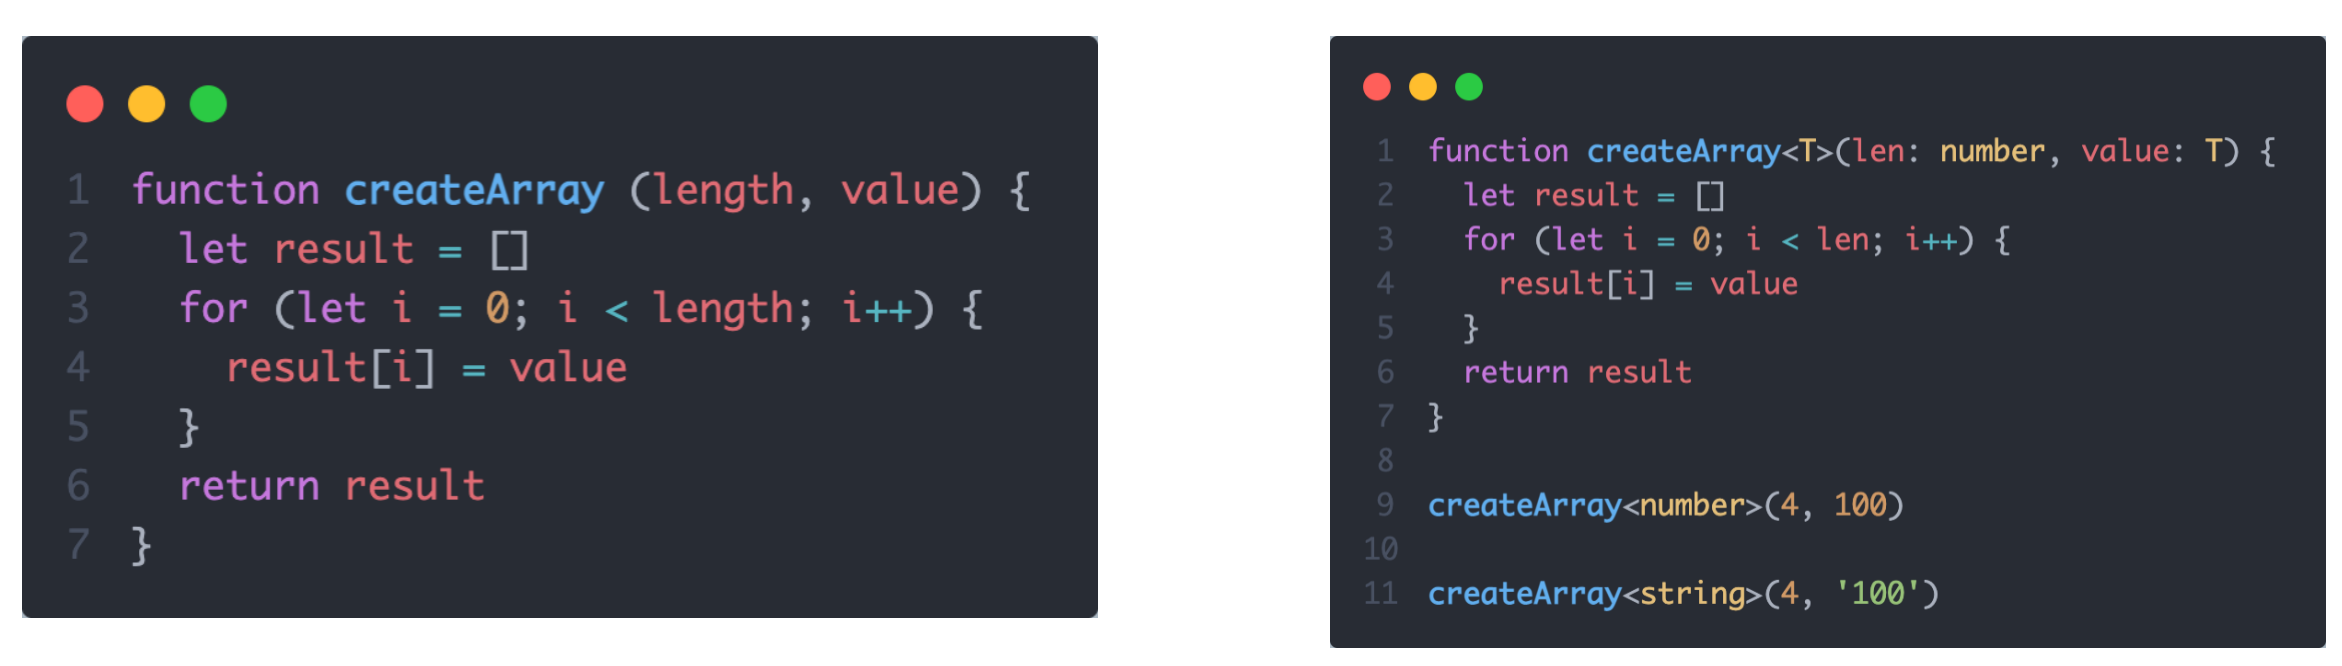 1 function createArray (length, value) {
2   let result = []
3   for (let i = 0; i < length; i++) {
4     result[i] = value
5   }
6   return result
7 }
1 function createArray<T>(len: number, value: T) {
2   let result = []
3   for (let i = 0; i < len; i++) {
4     result[i] = value
5   }
6   return result
7 }
8
9 createArray<number>(4, 100)
10
11 createArray<string>(4, '100')